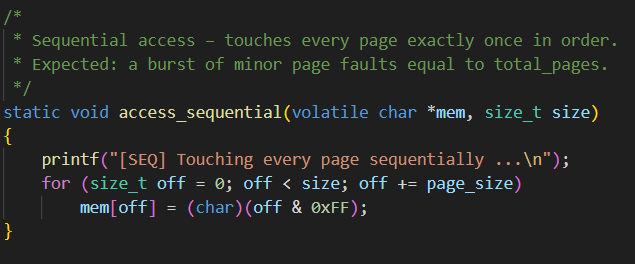 /*
 * Sequential access – touches every page exactly once in order.
 * Expected: a burst of minor page faults equal to total_pages.
 */
static void access_sequential(volatile char *mem, size_t size)
{
    printf("[SEQ] Touching every page sequentially ...\n");
    for (size_t off = 0; off < size; off += page_size)
        mem[off] = (char)(off & 0xFF);
}